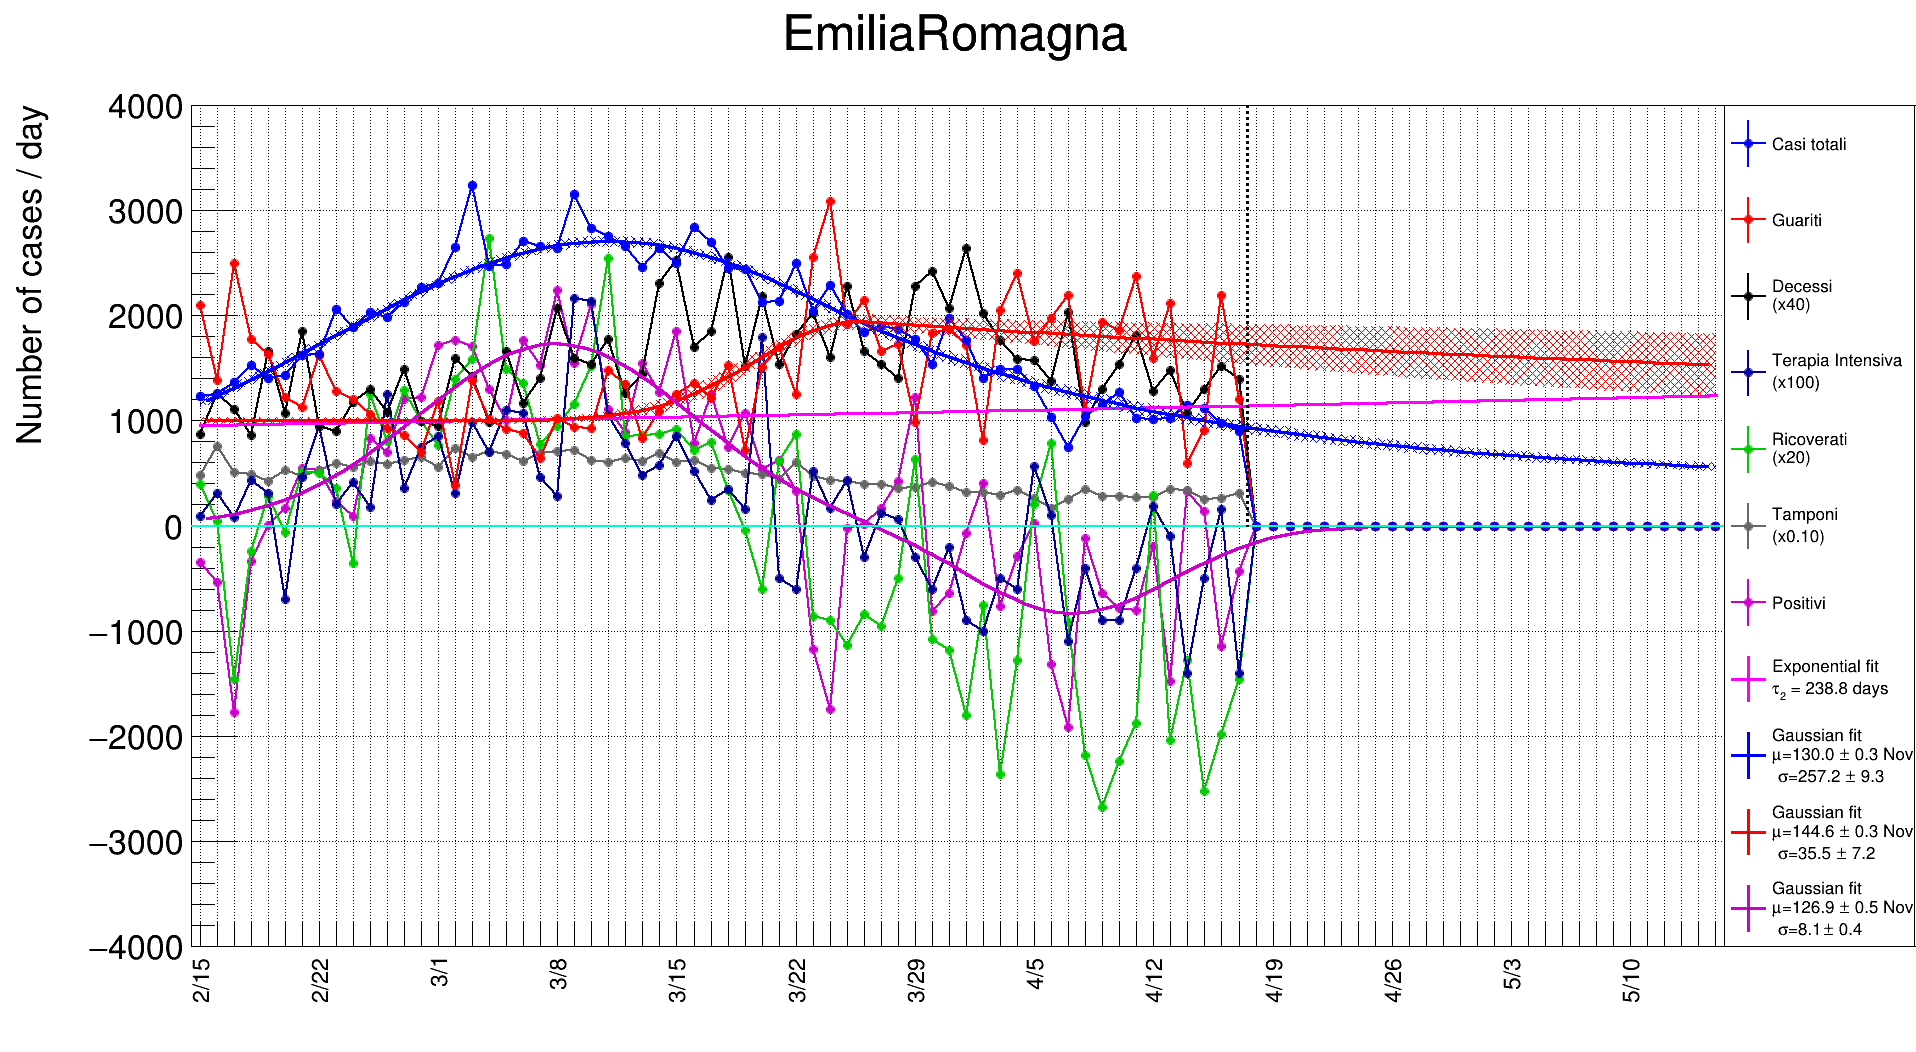 EmiliaRomagna
Number of cases / day
4000
3000
2000
1000
0
−1000
−2000
−3000
−4000
2/15
2/22
3/1
3/8
3/15
3/22
3/29
4/5
4/12
4/19
4/26
5/3
5/10
Casi totali
Guariti
Decessi
(x40)
Terapia Intensiva
(x100)
Ricoverati
(x20)
Tamponi
(x0.10)
Positivi
Exponential fit
τ2 = 238.8 days
Gaussian fit
μ=130.0 ± 0.3 Nov
σ=257.2 ± 9.3
Gaussian fit
μ=144.6 ± 0.3 Nov
σ=35.5 ± 7.2
Gaussian fit
μ=126.9 ± 0.5 Nov
σ=8.1± 0.4